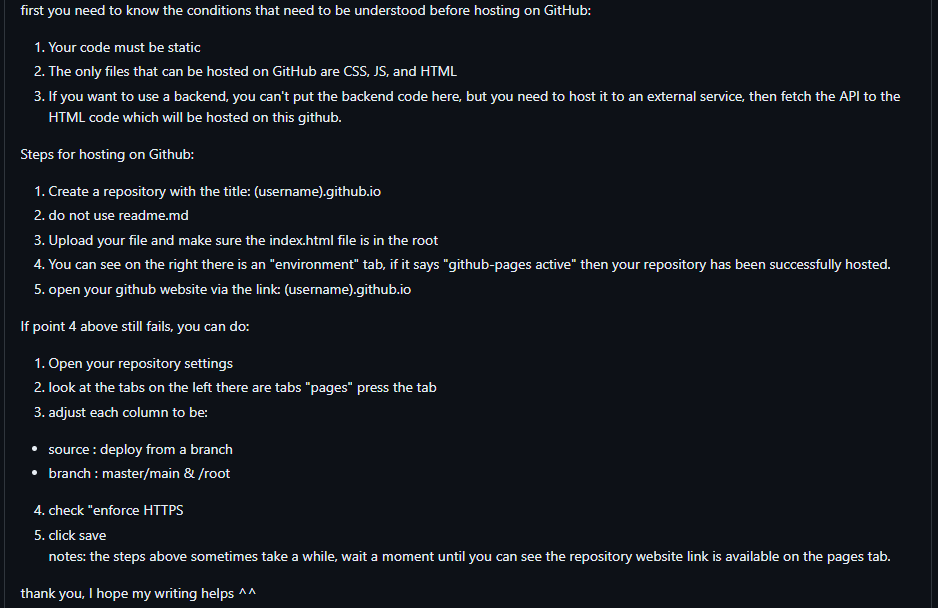 first you need to know the conditions that need to be understood before hosting on GitHub:
1. Your code must be static
2. The only files that can be hosted on GitHub are CSS, JS, and HTML
3. If you want to use a backend, you can't put the backend code here, but you need to host it to an external service, then fetch the API to the
HTML code which will be hosted on this github.
Steps for hosting on Github:
1. Create a repository with the title: (username).github.io
2. do not use readme.md
3. Upload your file and make sure the index.html file is in the root
4. You can see on the right there is an "environment" tab, if it says "github-pages active" then your repository has been successfully hosted.
5. open your github website via the link: (username).github.io
If point 4 above still fails, you can do:
1. Open your repository settings
2. look at the tabs on the left there are tabs "pages" press the tab
3. adjust each column to be:
• source : deploy from a branch
• branch : master/main & /root
4. check "enforce HTTPS
5. click save
notes: the steps above sometimes take a while, wait a moment until you can see the repository website link is available on the pages tab.
thank you, I hope my writing helps ^^